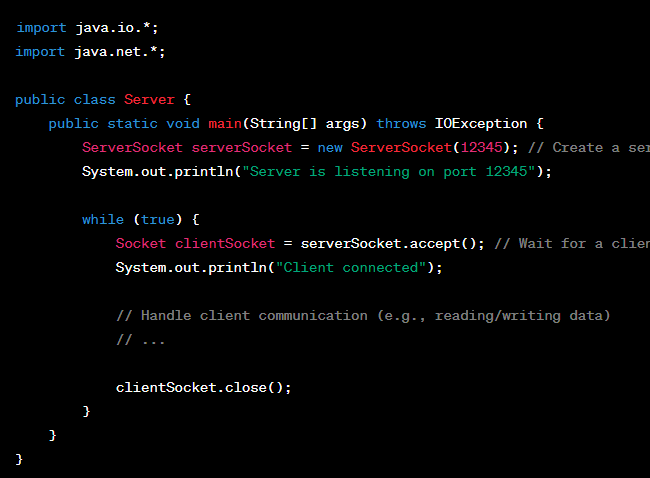 import java.io.*;
import java.net.*;
public class Server {
public static void main(String[] args) throws IOException {
ServerSocket serverSocket = new ServerSocket(12345); // Create a
System.out.println("Server is listening on port 12345");
while (true) {
Socket clientSocket = serverSocket.accept(); // Wait for a
System.out.println("Client connected");
// Handle client communication (e.g., reading/writing data)
// ...
clientSocket.close();
}
}
}